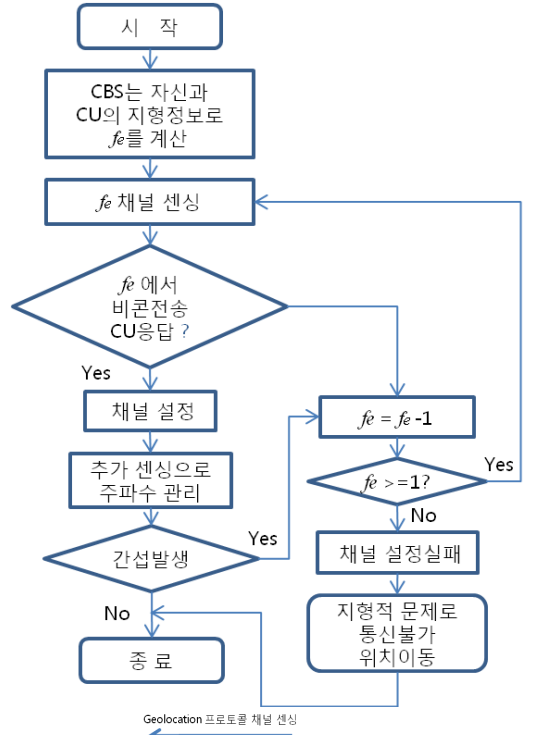 시 작
CBS는 자신과
CU의 지형정보로
fe를 계산
fe 채널 센싱
fe 에서
비콘전송
CU응답 ?
Yes
채널 설정
추가 센싱으로
주파수 관리
간섭발생
Yes
No
종 료
fe = fe -1
fe >=1?
Yes
No
채널 설정실패
지형적 문제로
통신불가
위치이동
Geolocation 프로토콜 채널 센싱